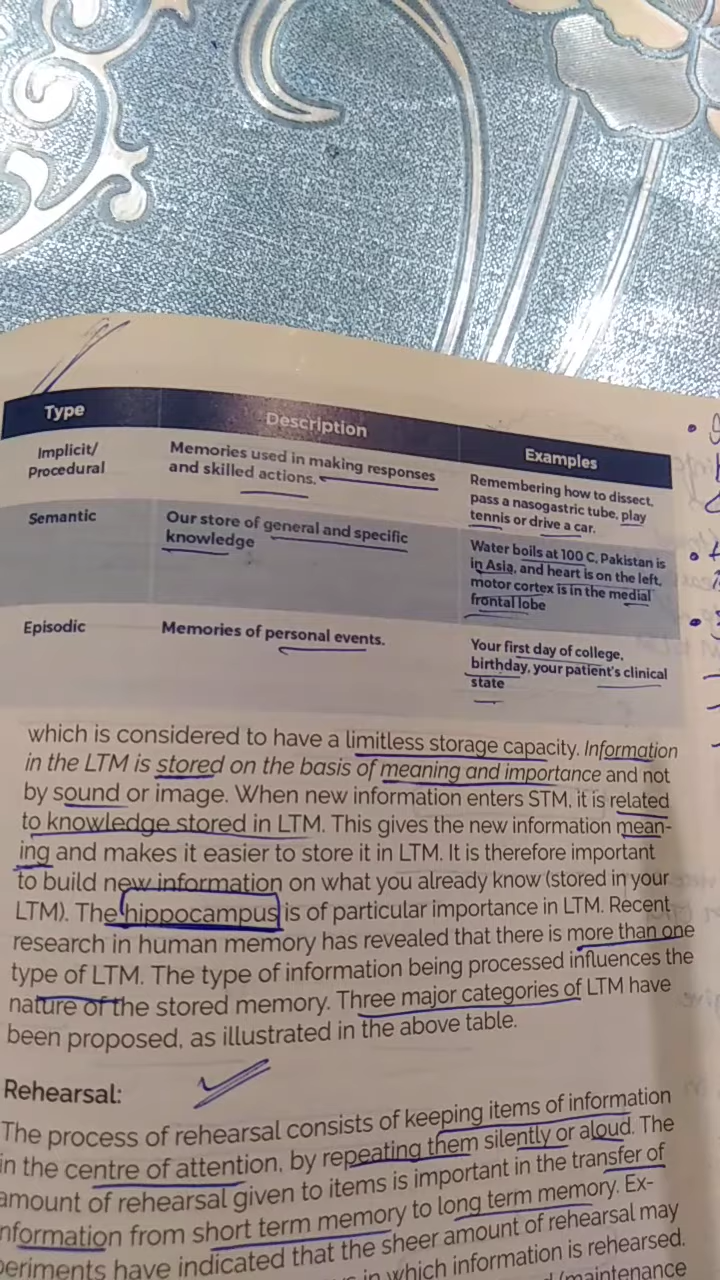 Type Description Examples
Implicit/
Procedural
Memories used in making responses
and skilled actions.
Remembering how to dissect,
pass a nasogastric tube, play
tennis or drive a car.
Semantic
Our store of general and specific
knowledge
Water boils at 100 C, Pakistan is
in Asia, and heart is on the left,
motor cortex is in the medial
frontal lobe
Episodic
Memories of personal events.
Your first day of college,
birthday, your patient's clinical
state
which is considered to have a limitless storage capacity. Information
in the LTM is stored on the basis of meaning and importance and not
by sound or image. When new information enters STM, it is related
to knowledge stored in LTM. This gives the new information mean-
ing and makes it easier to store it in LTM. It is therefore important
to build new information on what you already know (stored in your
LTM). The hippocampus is of particular importance in LTM. Recent
research in human memory has revealed that there is more than one
type of LTM. The type of information being processed influences the
nature of the stored memory. Three major categories of LTM have
been proposed, as illustrated in the above table.
Rehearsal:
The process of rehearsal consists of keeping items of information
in the centre of attention, by repeating them silently or aloud. The
amount of rehearsal given to items is important in the transfer of
nformation from short term memory to long term memory. Ex-
periments have indicated that the sheer amount of rehearsal may
in which information is rehearsed.
(maintenance